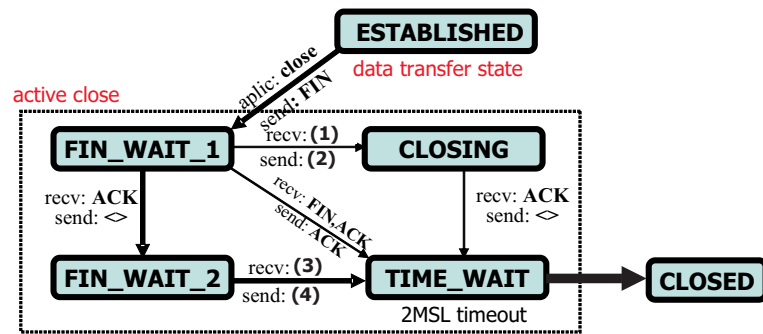 ESTABLISHED
data transfer state
aplic: close
send: FIN
active close
FIN_WAIT_1
recv: (1)
send: (2)
CLOSING
recv: ACK
send: <>
recv: FIN,ACK
send: ACK
recv: ACK
send: <>
FIN_WAIT_2
recv: (3)
send: (4)
TIME_WAIT
2MSL timeout
CLOSED